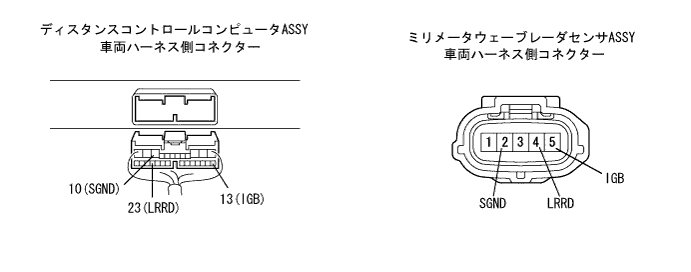 ディスタンスコントロールコンピュータASSY
車両ハーネス側コネクター
ミリメータウェーブレーダセンサASSY
車両ハーネス側コネクター
10(SGND)
23(LRRD)
13(IGB)
1 2 3 4 5
SGND
LRRD
IGB